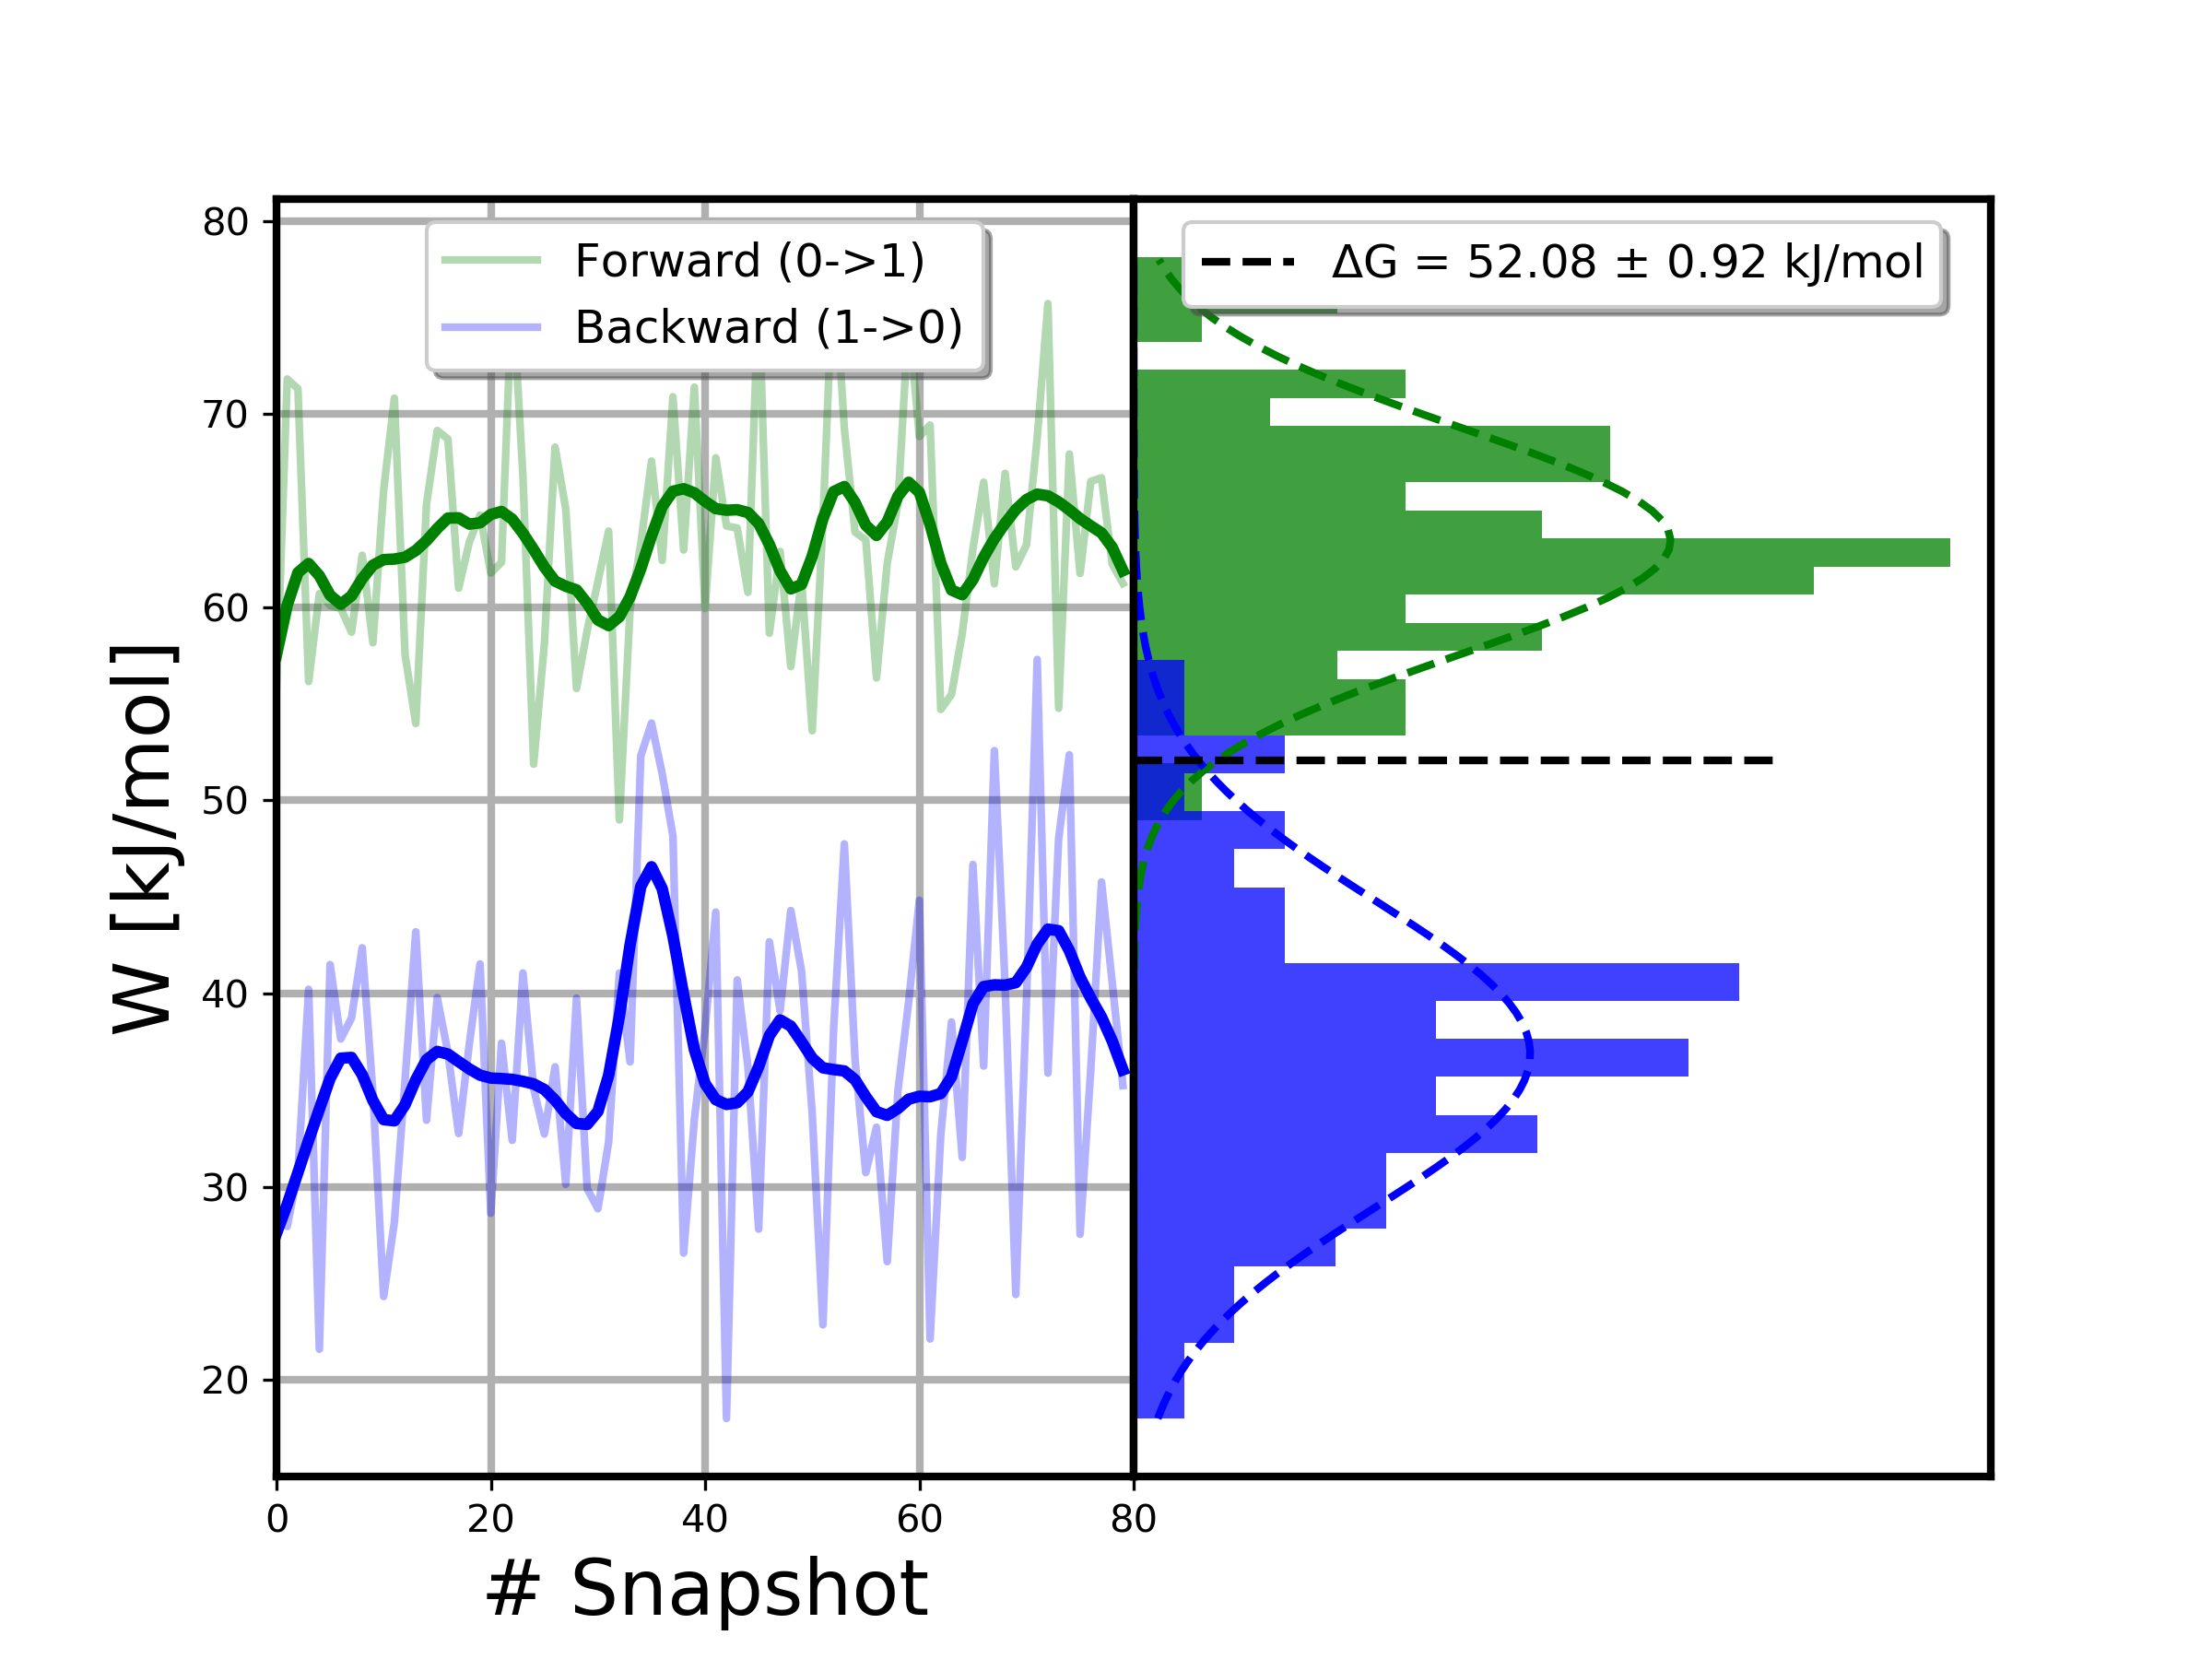 Forward (0->1)
Backward (1->0)
ΔG = 52.08 ± 0.92 kJ/mol
W [kJ/mol]
80
70
60
50
40
30
20
0 20 40 60 80
# Snapshot